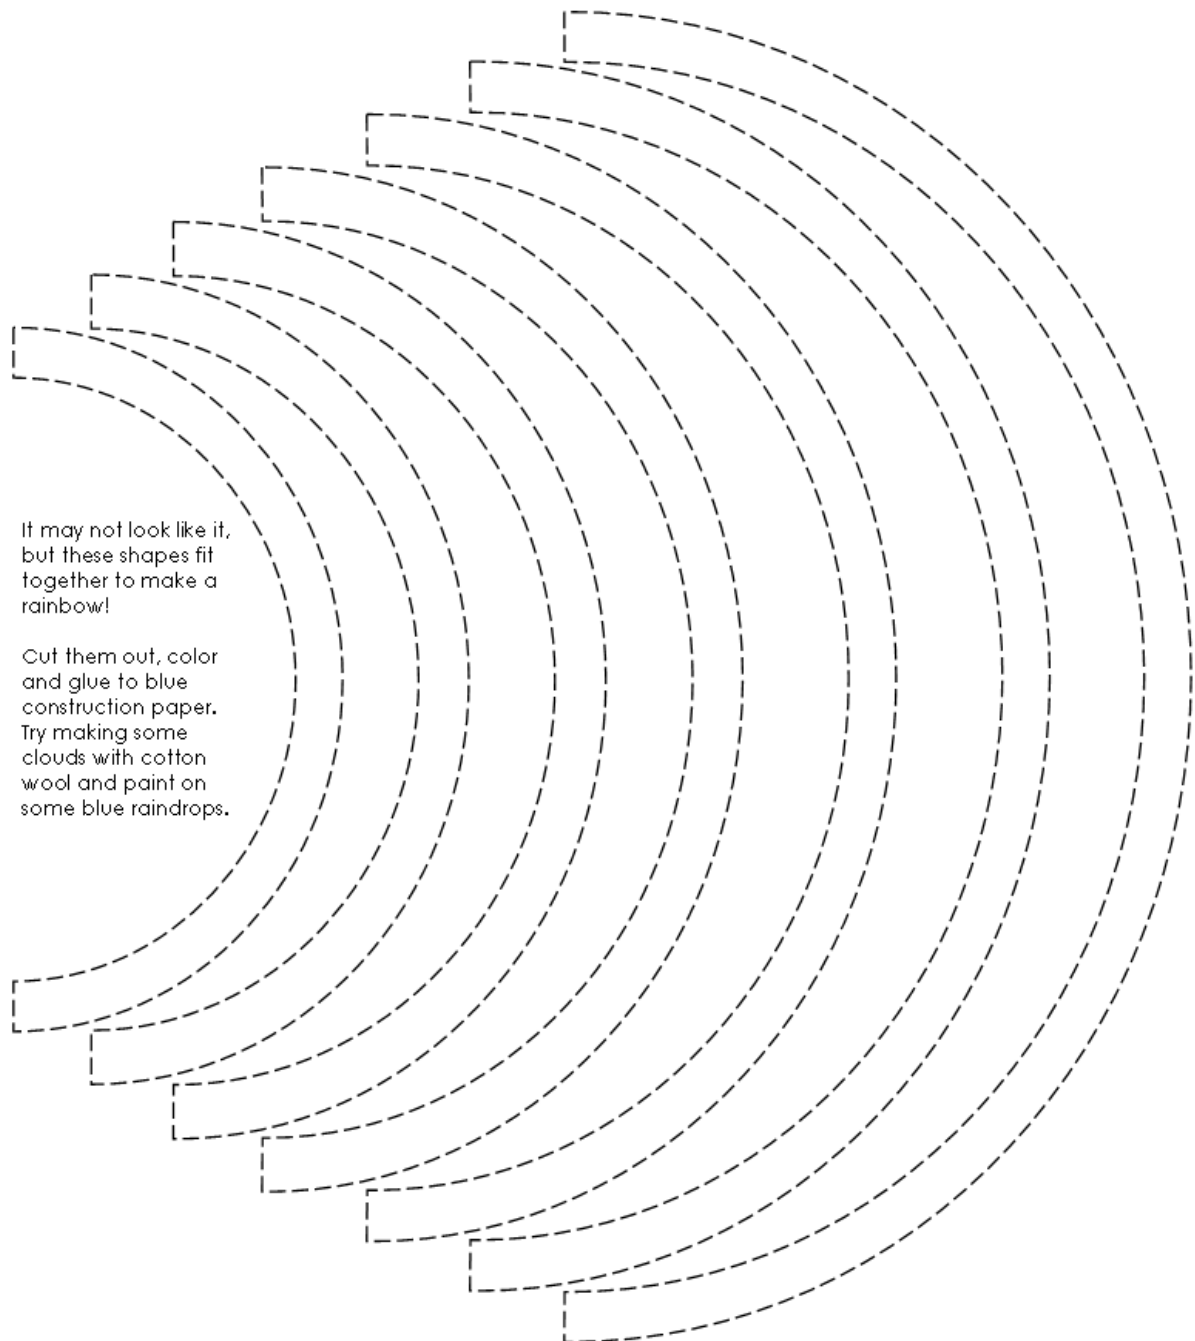 It may not look like it,
but these shapes fit
together to make a
rainbow!
Cut them out, color
and glue to blue
construction paper.
Try making some
clouds with cotton
wool and paint on
some blue raindrops.